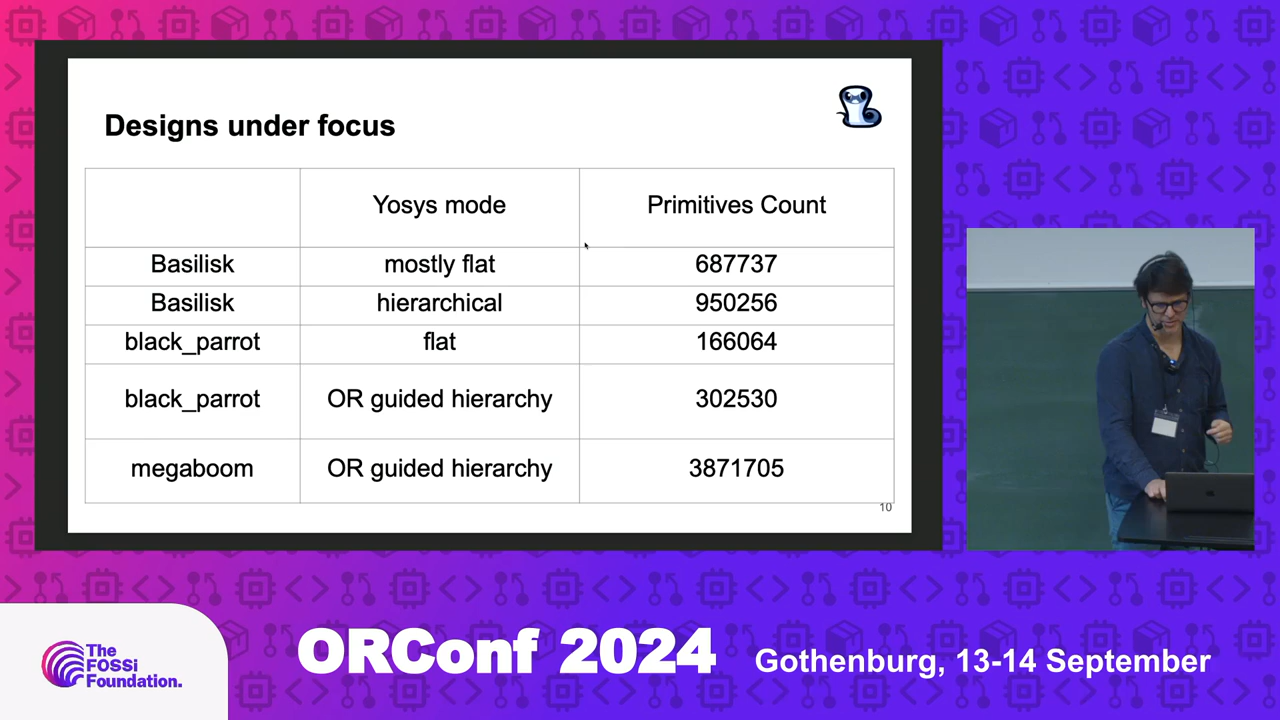 Designs under focus
Yosys mode Primitives Count
Basilisk mostly flat 687737
Basilisk hierarchical 950256
black_parrot flat 166064
black_parrot OR guided hierarchy 302530
megaboom OR guided hierarchy 3871705
10
The
FOSSi
Foundation.
ORConf 2024
Gothenburg, 13-14 September